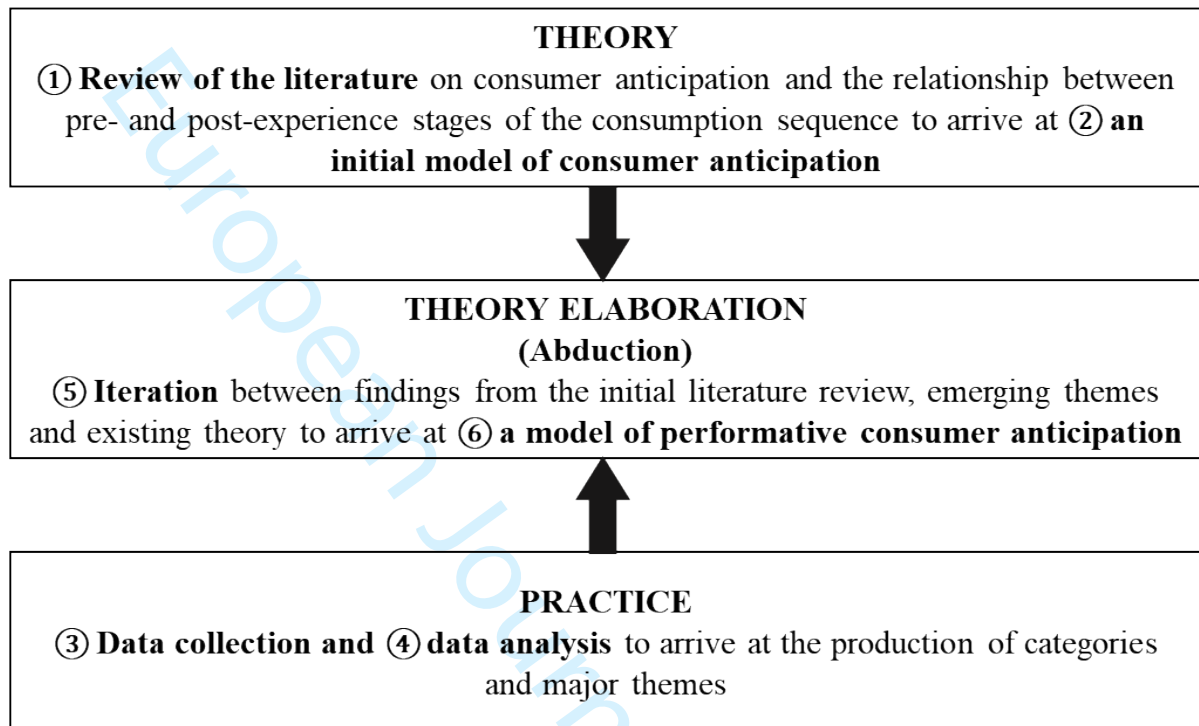 THEORY
① Review of the literature on consumer anticipation and the relationship between
pre- and post-experience stages of the consumption sequence to arrive at ② an
initial model of consumer anticipation
THEORY ELABORATION
(Abduction)
⑤ Iteration between findings from the initial literature review, emerging themes
and existing theory to arrive at ⑥ a model of performative consumer anticipation
PRACTICE
③ Data collection and ④ data analysis to arrive at the production of categories
and major themes
European Journ